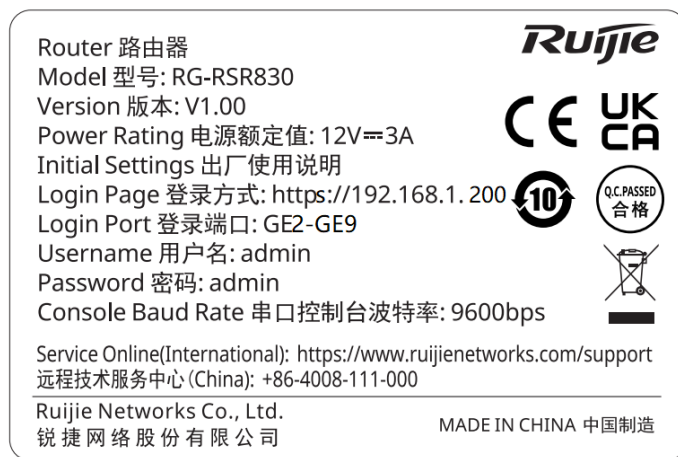 Ruijie
Router 路由器
Model 型号: RG-RSR830
Version 版本: V1.00
Power Rating 电源额定值: 12V⎓3A
Initial Settings 出厂使用说明
Login Page 登录方式: https://192.168.1. 200
Login Port 登录端口: GE2-GE9
Username 用户名: admin
Password 密码: admin
Console Baud Rate 串口控制台波特率: 9600bps
CE
UK
CA
10
Q.C.PASSED
合格
Service Online(International): https://www.ruijienetworks.com/support
远程技术服务中心(China): +86-4008-111-000
Ruijie Networks Co., Ltd.
锐捷网络股份有限公司
MADE IN CHINA 中国制造